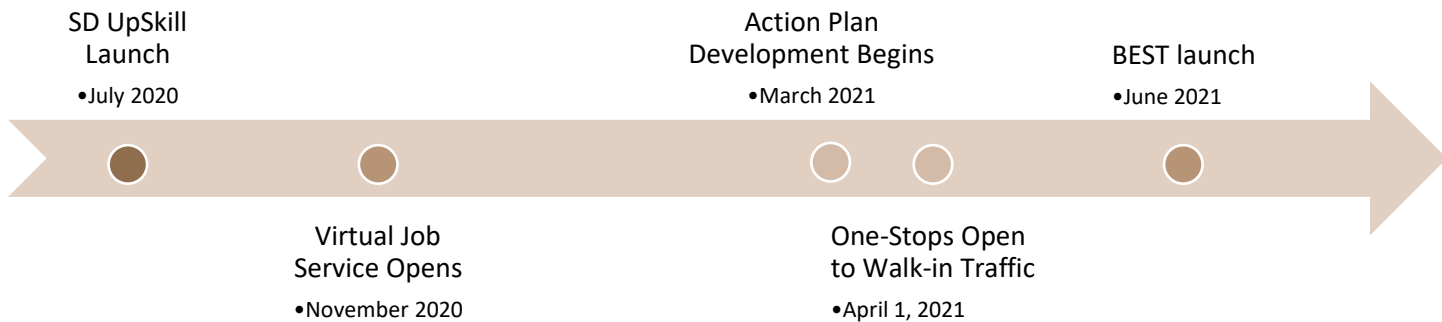 SD UpSkill
Launch
•July 2020
Virtual Job
Service Opens
•November 2020
Action Plan
Development Begins
•March 2021
One-Stops Open
to Walk-in Traffic
•April 1, 2021
BEST launch
•June 2021